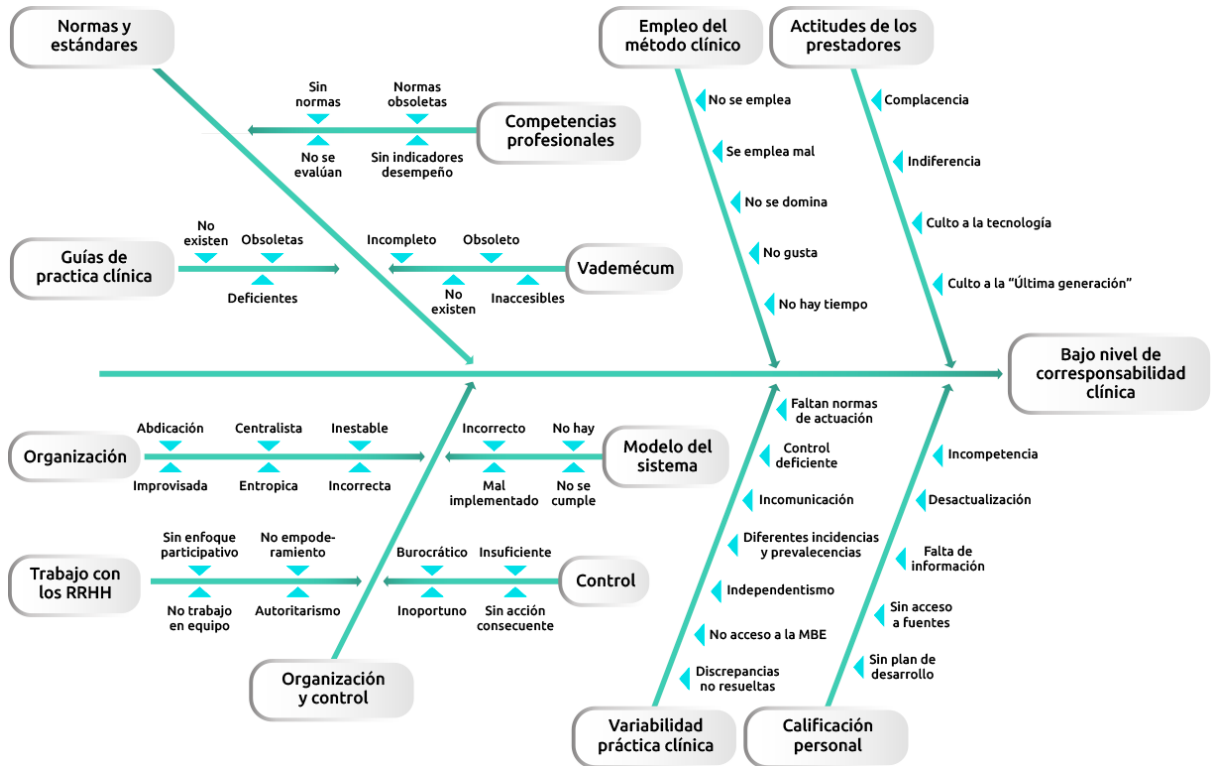 Normas y
estándares
Empleo del
método clínico
Actitudes de los
prestadores
Sin
normas
Normas
obsoletas
Competencias
profesionales
No se
evalúan
Sin indicadores
desempeño
No se emplea
Se emplea mal
No se domina
No gusta
No hay tiempo
Complacencia
Indiferencia
Culto a la tecnología
Culto a la “Última generación”
Guías de
practica clínica
No
existen
Obsoletas
Deficientes
Incompleto
Obsoleto
No
existen
Inaccesibles
Vademécum
Bajo nivel de
corresponsabilidad
clínica
Organización
Abdicación
Centralista
Inestable
Improvisada
Entropica
Incorrecta
Incorrecto
No hay
Mal
implementado
No se
cumple
Modelo del
sistema
Trabajo con
los RRHH
Sin enfoque
participativo
No empode-
ramiento
No trabajo
en equipo
Autoritarismo
Burocrático
Insuficiente
Inoportuno
Sin acción
consecuente
Control
Organización
y control
Faltan normas
de actuación
Control
deficiente
Incomunicación
Diferentes incidencias
y prevalecencias
Independentismo
No acceso a la MBE
Discrepancias
no resueltas
Variabilidad
práctica clínica
Incompetencia
Desactualización
Falta de
información
Sin acceso
a fuentes
Sin plan de
desarrollo
Calificación
personal